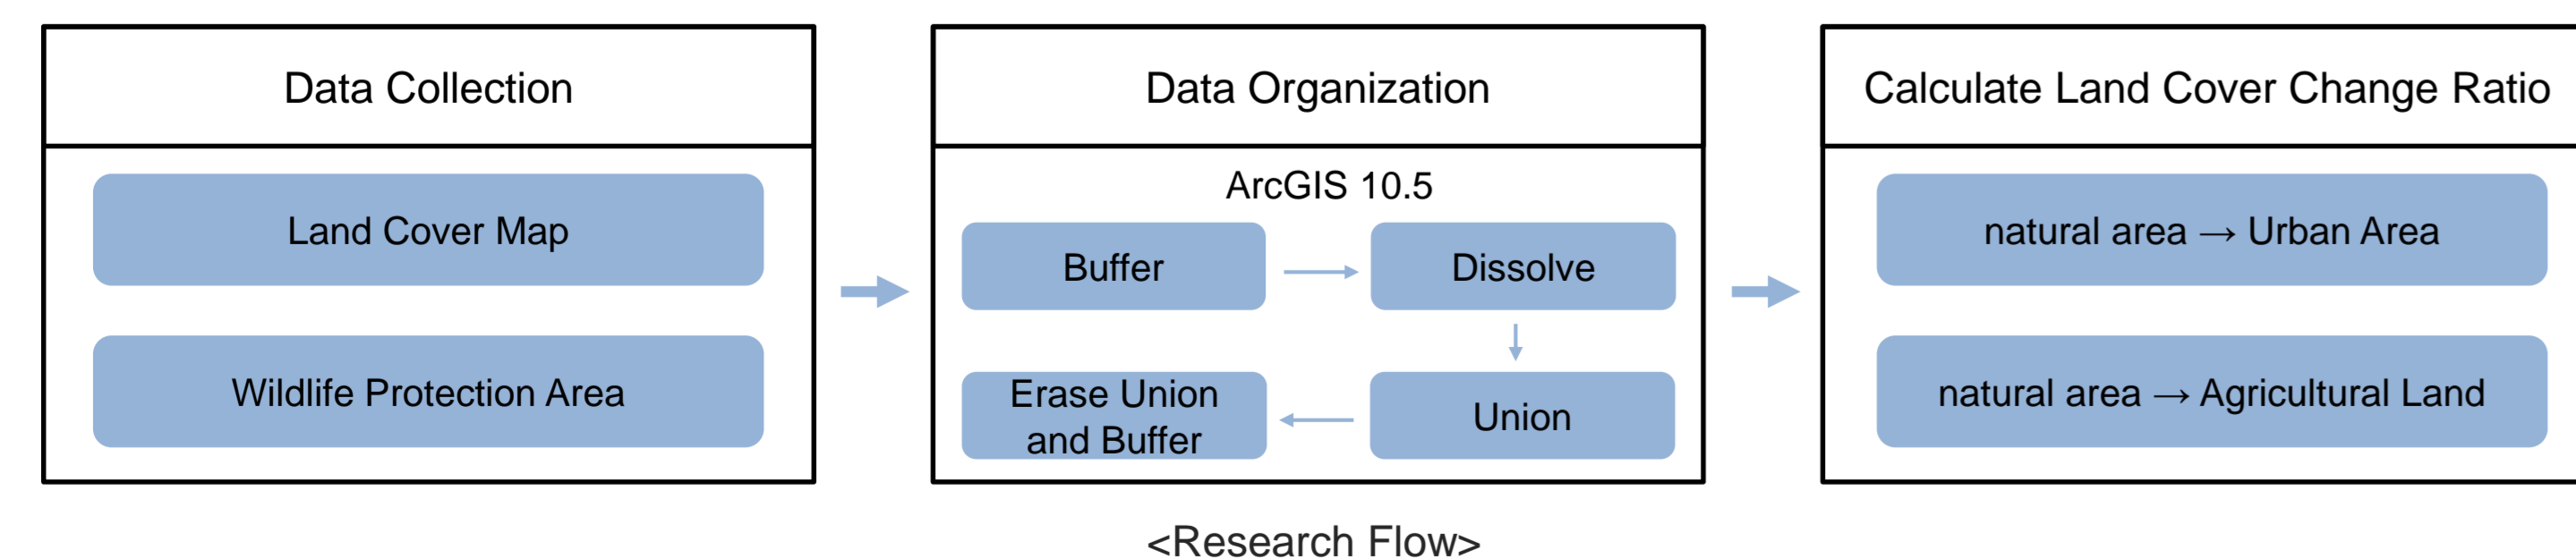 Data Collection
Land Cover Map
Wildlife Protection Area
Data Organization
ArcGIS 10.5
Buffer
Dissolve
Union
Erase Union
and Buffer
Calculate Land Cover Change Ratio
natural area → Urban Area
natural area → Agricultural Land
<Research Flow>